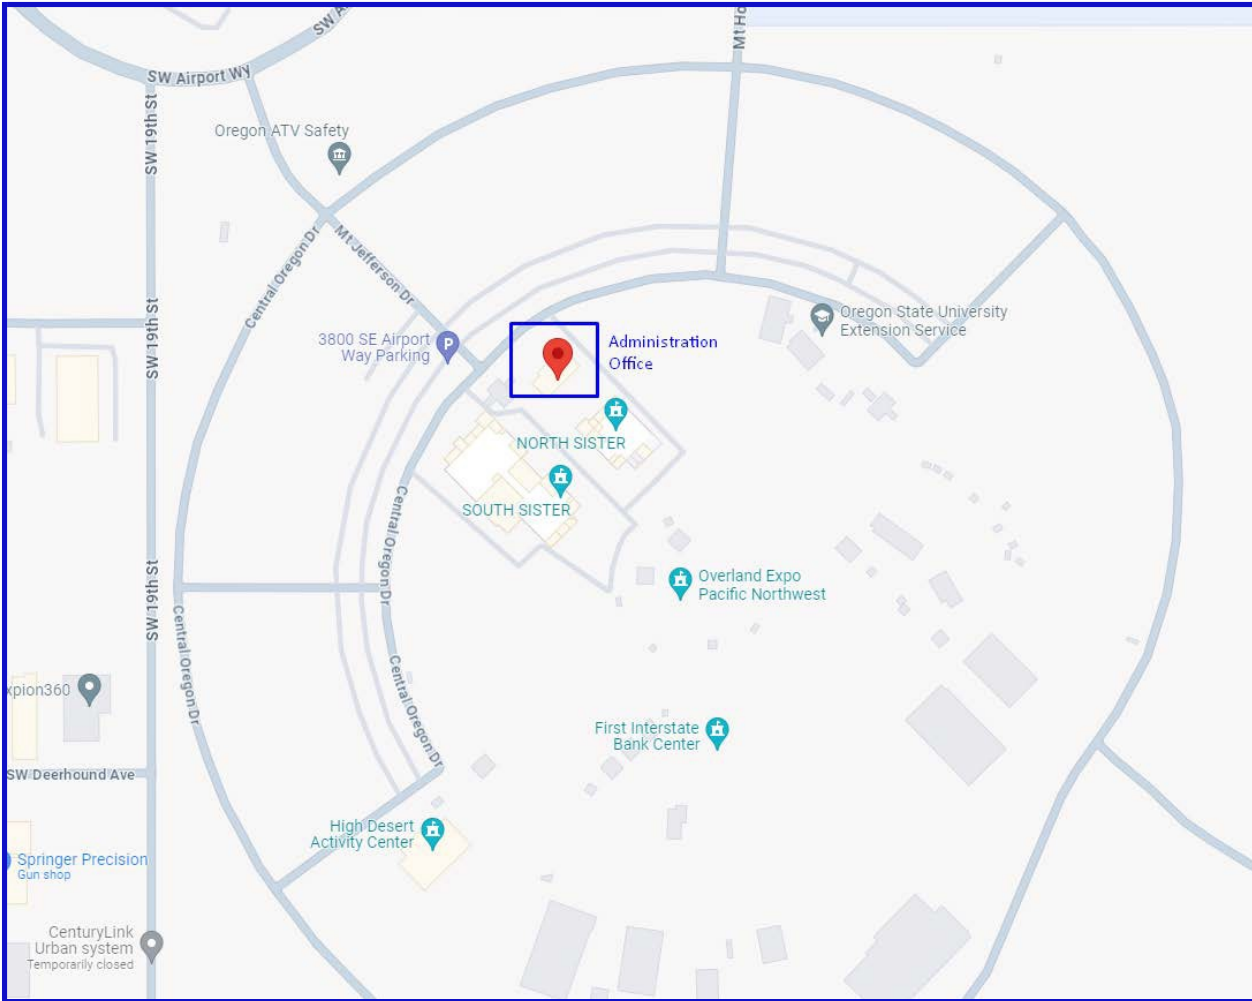 SW A
Mt Ho
SW Airport Wy
SW 19th St
Oregon ATV Safety
Central Oregon Dr
Mt Jefferson Dr
SW 19th St
3800 SE Airport
Way Parking
P
Administration
Office
Oregon State University
Extension Service
NORTH SISTER
SOUTH SISTER
Central Oregon Dr
Overland Expo
Pacific Northwest
SW 19th St
Central Oregon Dr
Central Oregon Dr
xpion360
First Interstate
Bank Center
SW Deerhound Ave
High Desert
Activity Center
Springer Precision
Gun shop
CenturyLink
Urban system
Temporarily closed